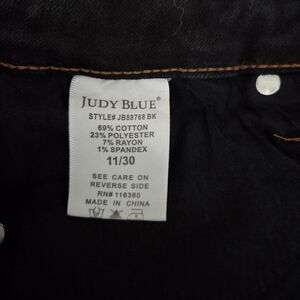 JUDY BLUE®
STYLE# JB88768 BK
69% COTTON
23% POLYESTER
7% RAYON
1% SPANDEX
11/30
SEE CARE ON
REVERSE SIDE
RN# 116360
MADE IN CHINA